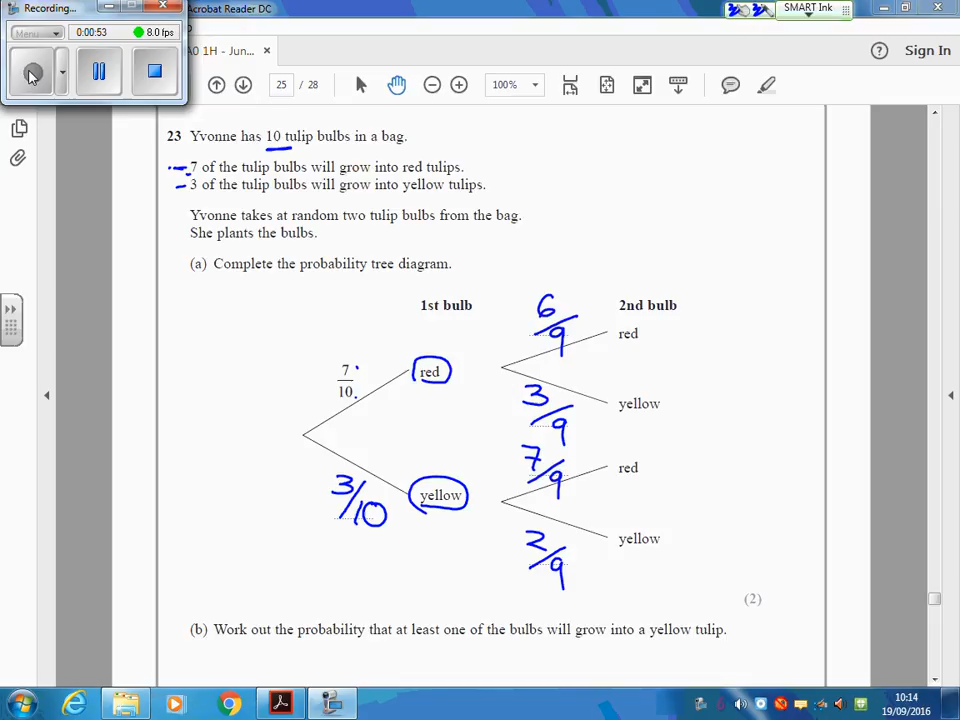 Recording...
Acrobat Reader DC
SMART Ink
Menu
0:00:53
8.0 fps
A0 1H - Jun...
Sign In
25 / 28
100%
23 Yvonne has 10 tulip bulbs in a bag.
7 of the tulip bulbs will grow into red tulips.
3 of the tulip bulbs will grow into yellow tulips.
Yvonne takes at random two tulip bulbs from the bag.
She plants the bulbs.
(a) Complete the probability tree diagram.
1st bulb
2nd bulb
6/9
red
7/10
red
3/9
yellow
7/9
red
3/10
yellow
2/9
yellow
(2)
(b) Work out the probability that at least one of the bulbs will grow into a yellow tulip.
10:14
19/09/2016